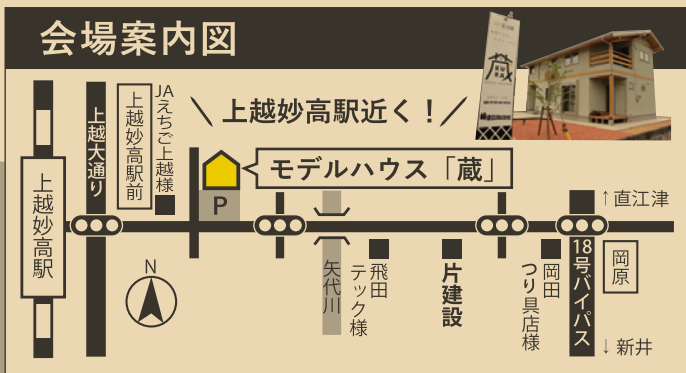 会場案内図
＼上越妙高駅近く！／
モデルハウス「蔵」
P
上越妙高駅
上越大通り
上越妙高駅前
JAえちご上越様
N
矢代川
飛田
テック様
片建設
岡田
つり具店様
18号バイパス
岡原
↑直江津
↓新井